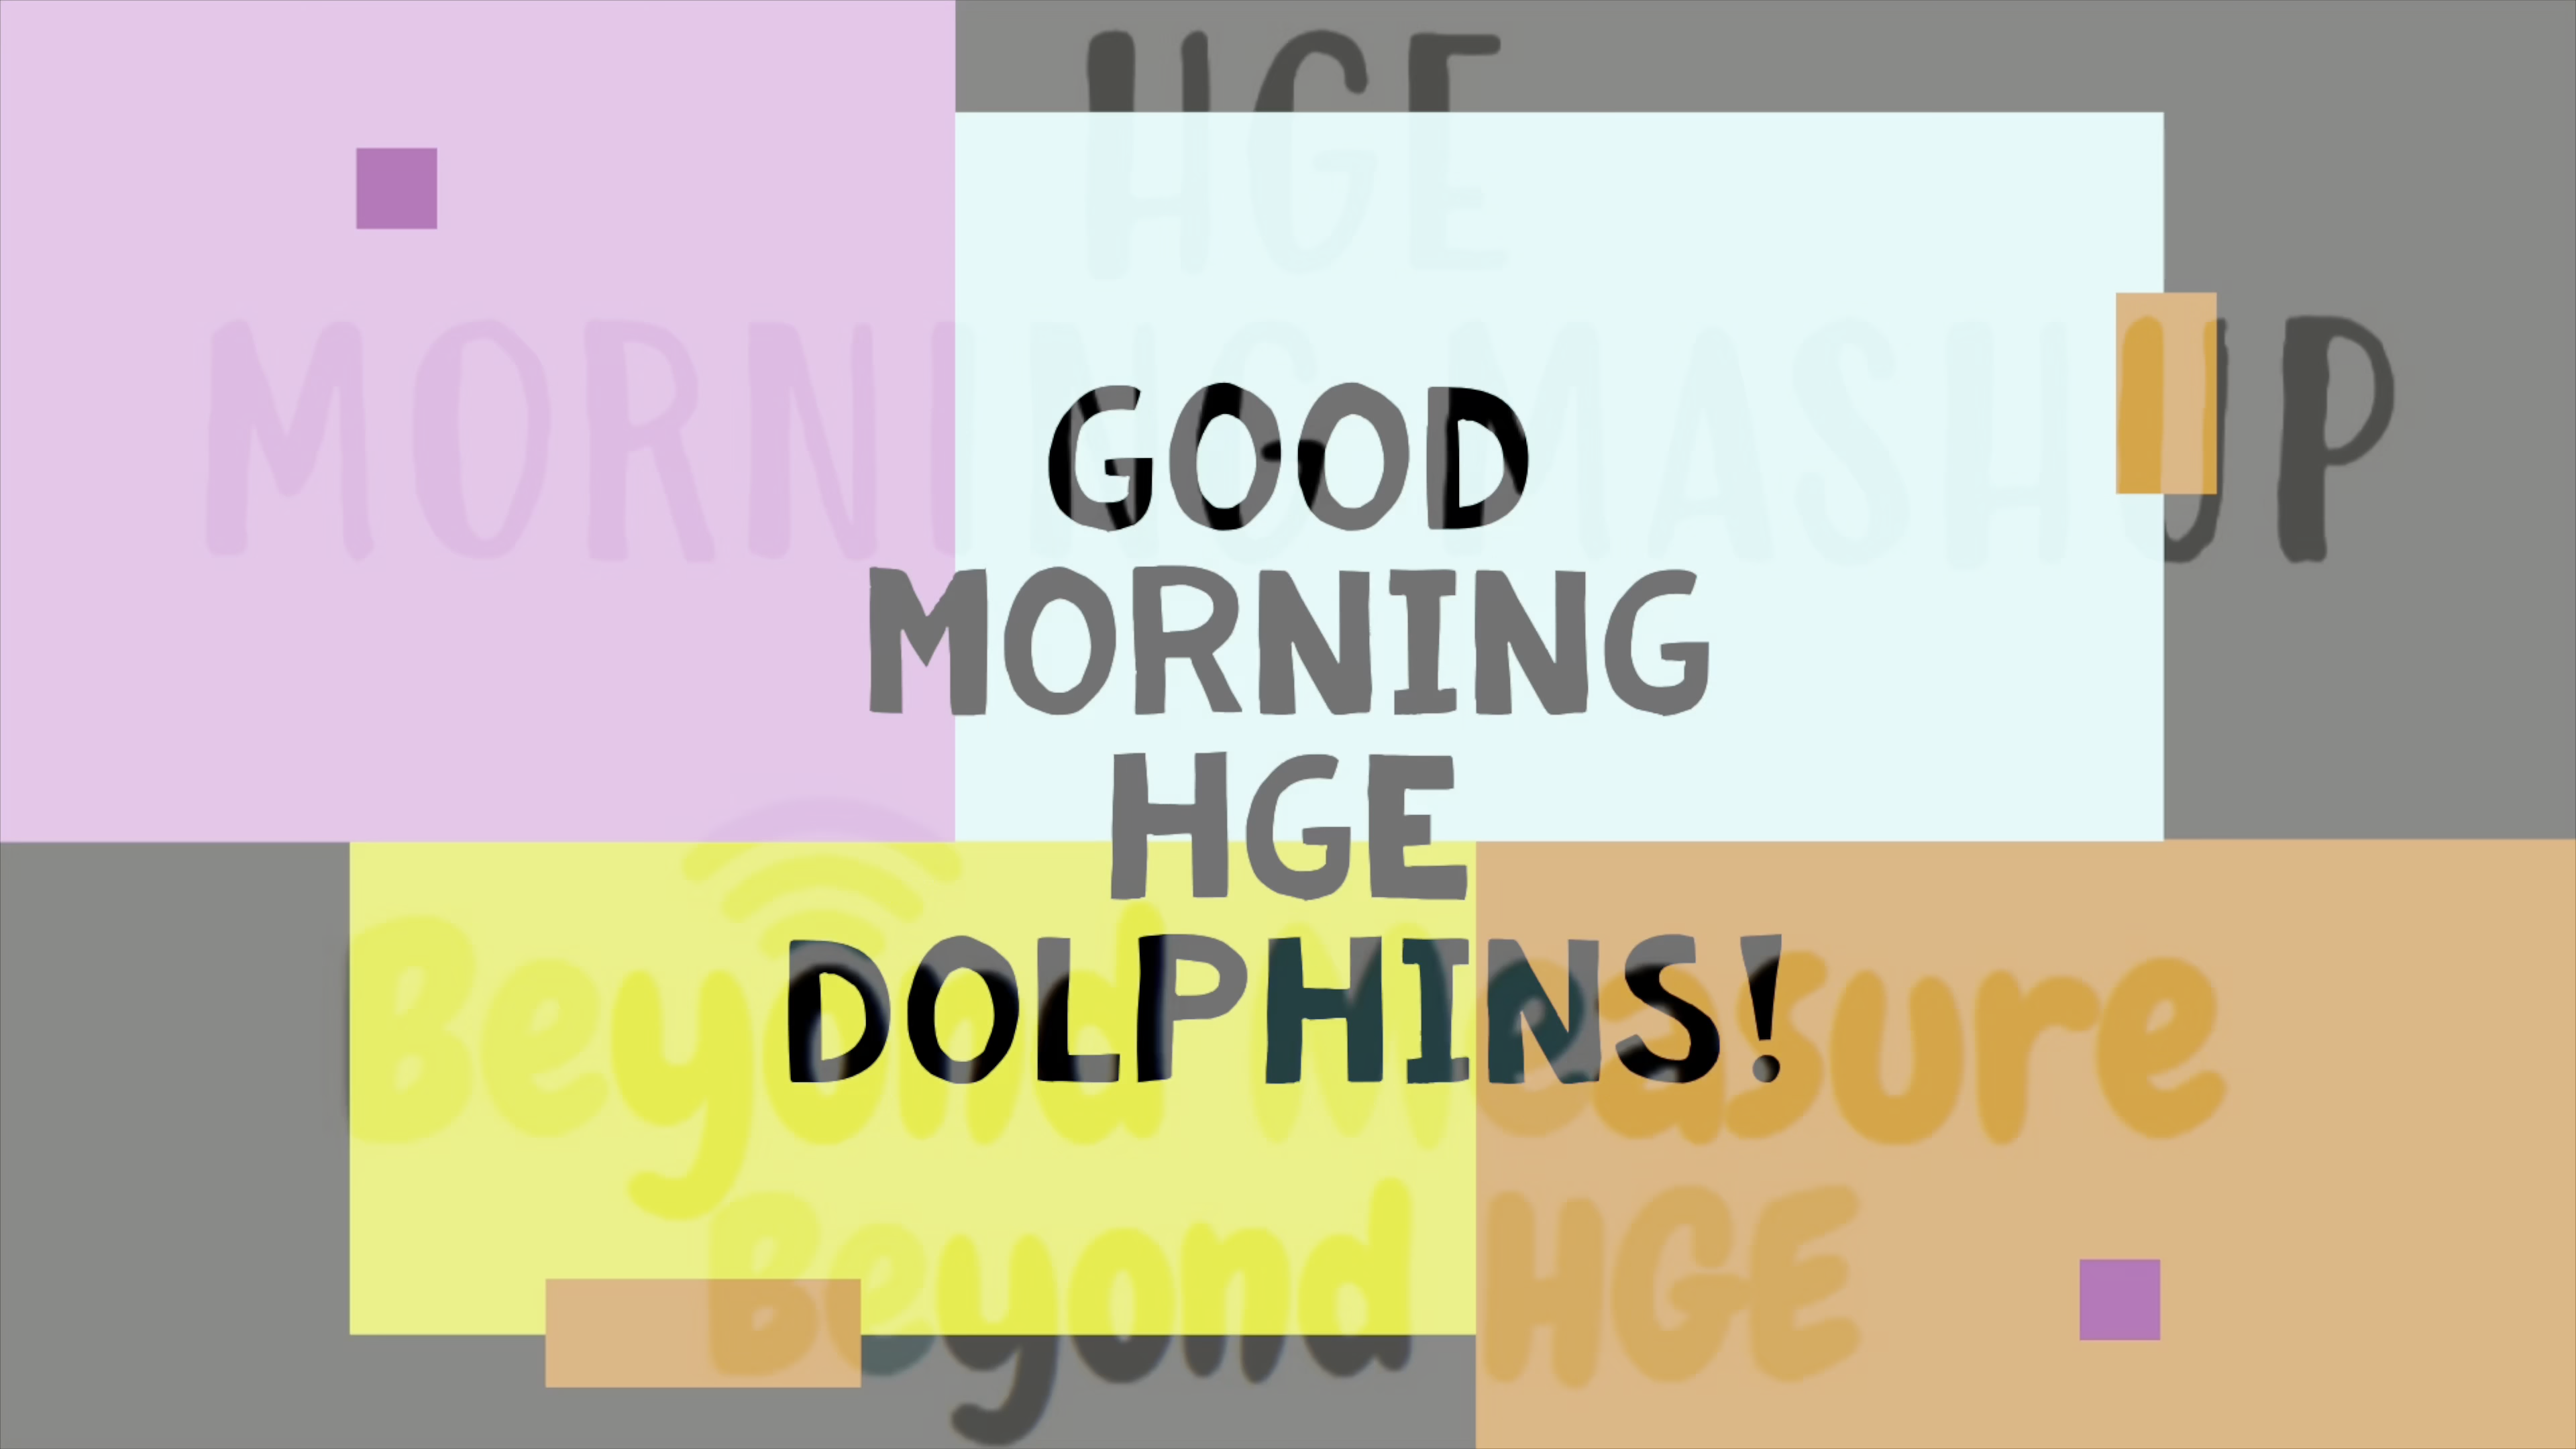 HGE
MORNING MASHUP
GOOD
MORNING
HGE
DOLPHINS!
Beyond Measure
Beyond HGE